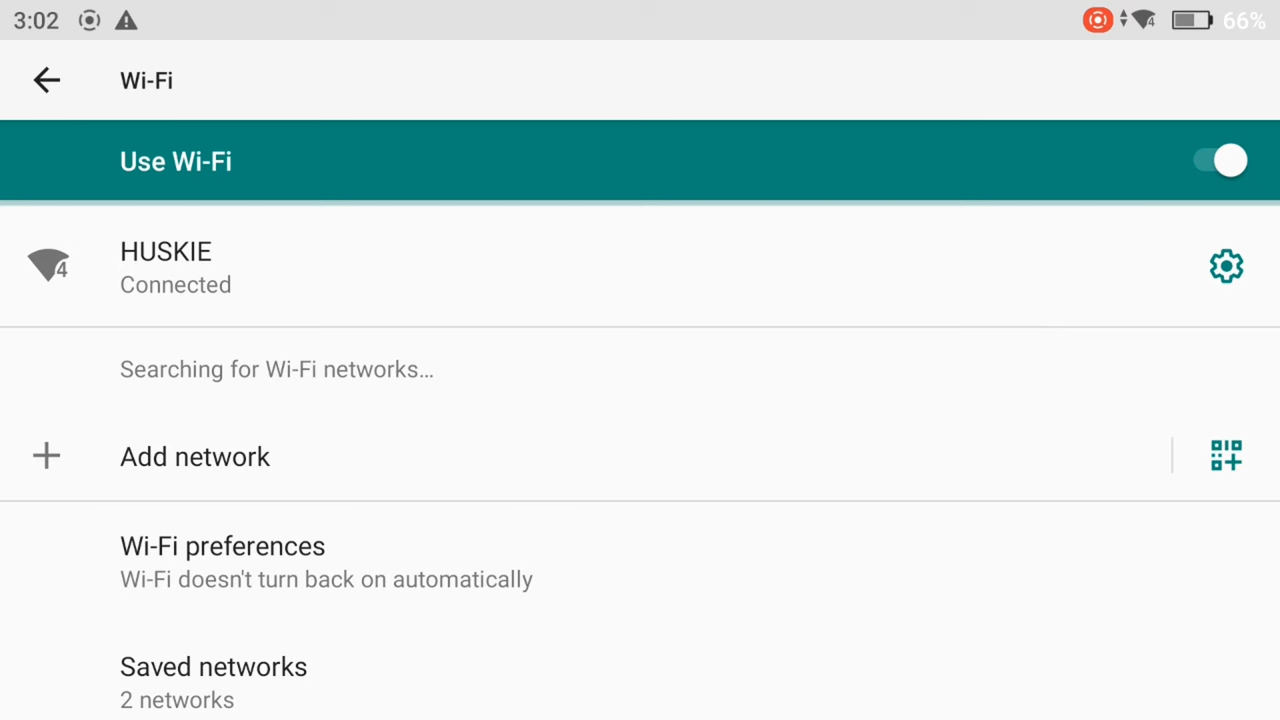 3:02 66%
Wi-Fi
Use Wi-Fi
HUSKIE
Connected
Searching for Wi-Fi networks…
Add network
Wi-Fi preferences
Wi-Fi doesn't turn back on automatically
Saved networks
2 networks